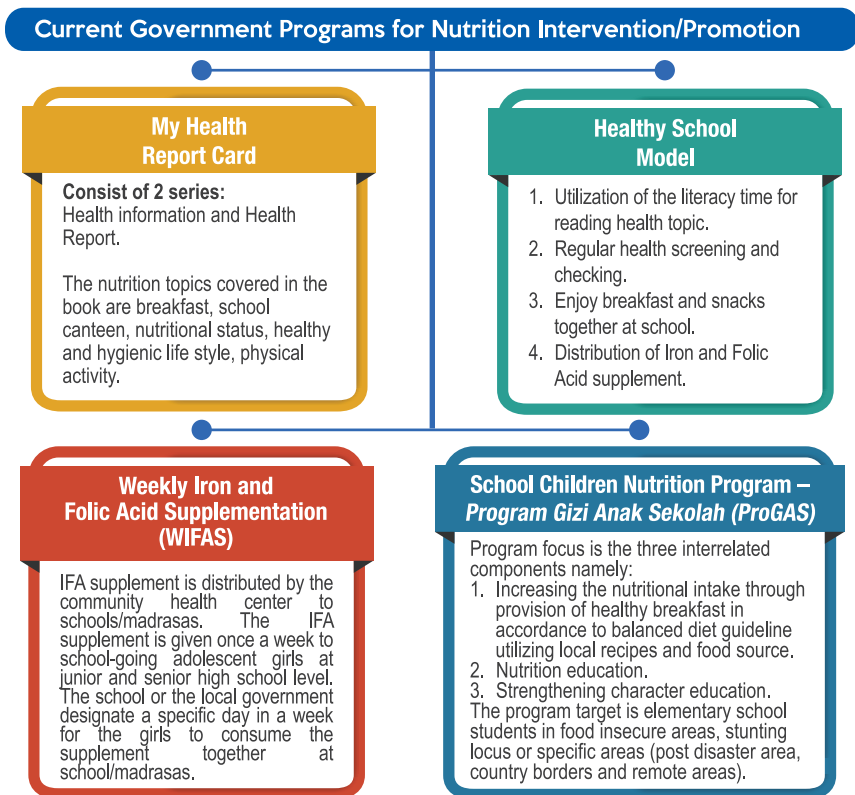 Current Government Programs for Nutrition Intervention/Promotion
My Health
Report Card
Consist of 2 series:
Health information and Health
Report.
The nutrition topics covered in the
book are breakfast, school
canteen, nutritional status, healthy
and hygienic life style, physical
activity.
Healthy School
Model
1. Utilization of the literacy time for
reading health topic.
2. Regular health screening and
checking.
3. Enjoy breakfast and snacks
together at school.
4. Distribution of Iron and Folic
Acid supplement.
Weekly Iron and
Folic Acid Supplementation
(WIFAS)
IFA supplement is distributed by the
community health center to
schools/madrasas. The IFA
supplement is given once a week to
school-going adolescent girls at
junior and senior high school level.
The school or the local government
designate a specific day in a week
for the girls to consume the
supplement together at
school/madrasas.
School Children Nutrition Program –
Program Gizi Anak Sekolah (ProGAS)
Program focus is the three interrelated
components namely:
1. Increasing the nutritional intake through
provision of healthy breakfast in
accordance to balanced diet guideline
utilizing local recipes and food source.
2. Nutrition education.
3. Strengthening character education.
The program target is elementary school
students in food insecure areas, stunting
locus or specific areas (post disaster area,
country borders and remote areas).